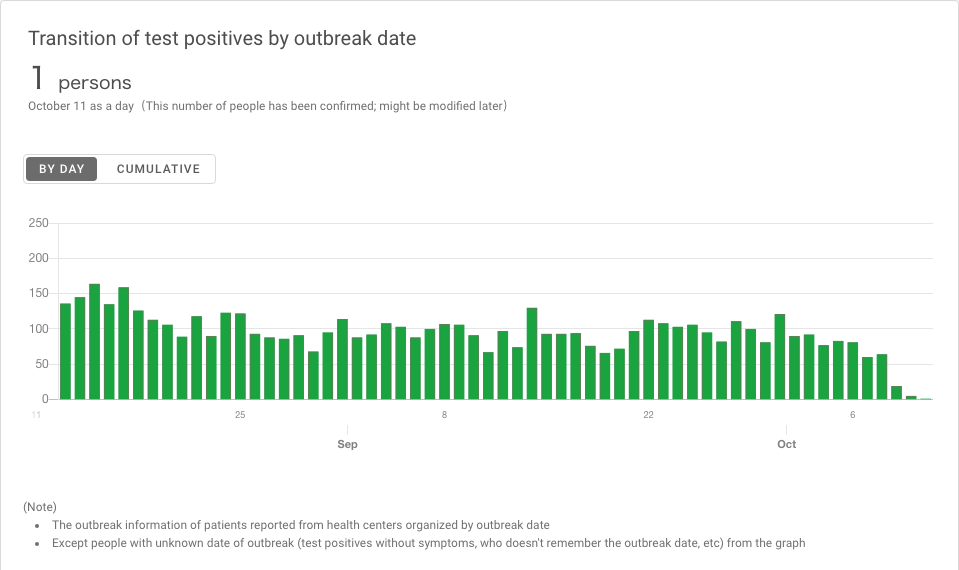 Transition of test positives by outbreak date
1 persons
October 11 as a day（This number of people has been confirmed; might be modified later）
BY DAY CUMULATIVE
250
200
150
100
50
0
11 25 8 22 6
Sep Oct
(Note)
• The outbreak information of patients reported from health centers organized by outbreak date
• Except people with unknown date of outbreak (test positives without symptoms, who doesn't remember the outbreak date, etc) from the graph